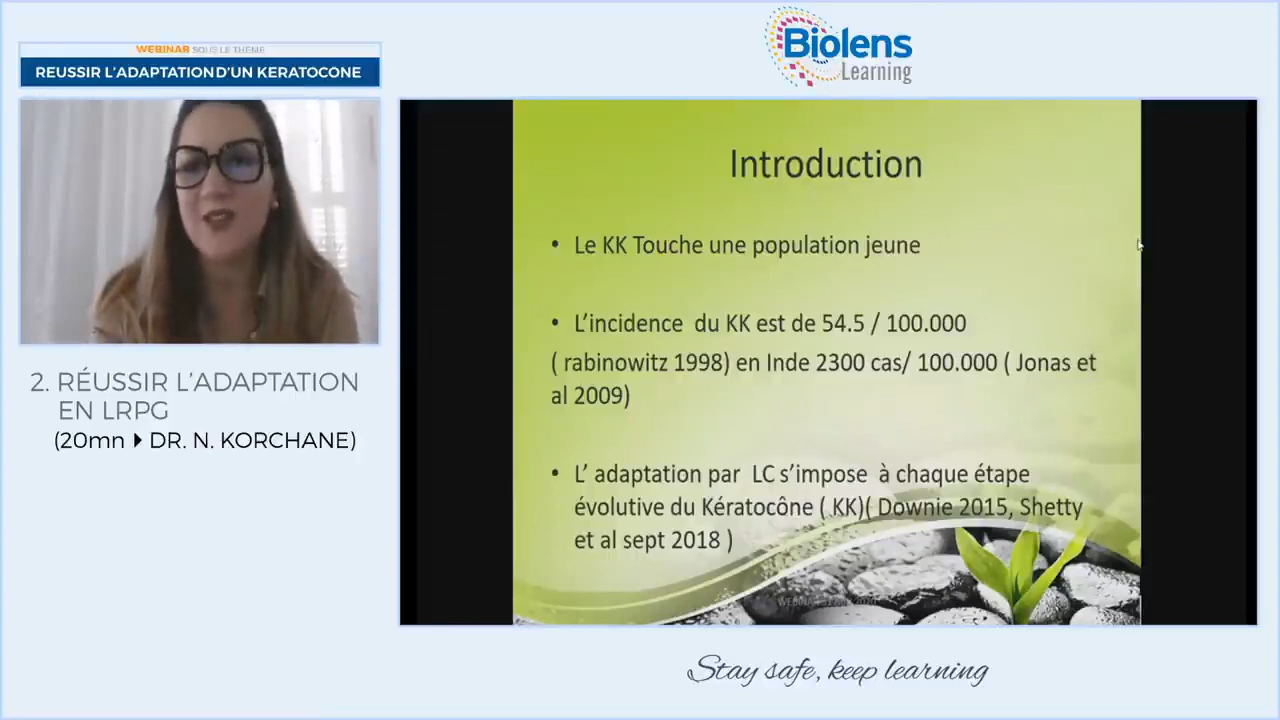 WEBINAR SOUS LE THÈME
REUSSIR L'ADAPTATION D'UN KERATOCONE
Biolens
Learning
2. RÉUSSIR L'ADAPTATION
EN LRPG
(20mn DR. N. KORCHANE)
Introduction
• Le KK Touche une population jeune
• L'incidence du KK est de 54.5 / 100.000
( rabinowitz 1998) en Inde 2300 cas/ 100.000 ( Jonas et
al 2009)
• L' adaptation par LC s'impose à chaque étape
évolutive du Kératocône ( KK)( Downie 2015, Shetty
et al sept 2018 )
WEBINAR
Stay safe, keep learning